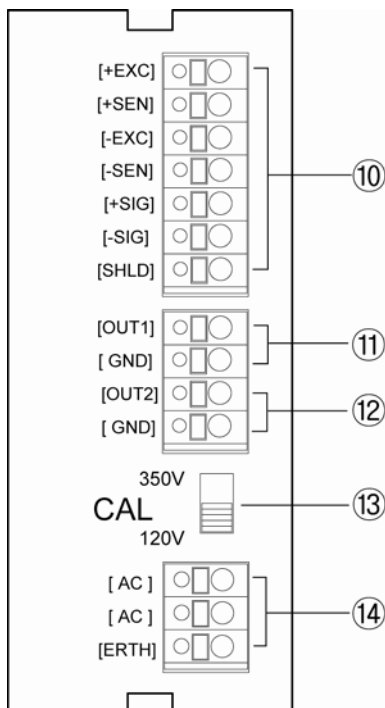 [+EXC]
[+SEN]
[-EXC]
[-SEN]
[+SIG]
[-SIG]
[SHLD]
⑩
[OUT1]
[ GND]
⑪
[OUT2]
[ GND]
⑫
350V
CAL
120V
⑬
[ AC ]
[ AC ]
[ERTH]
⑭